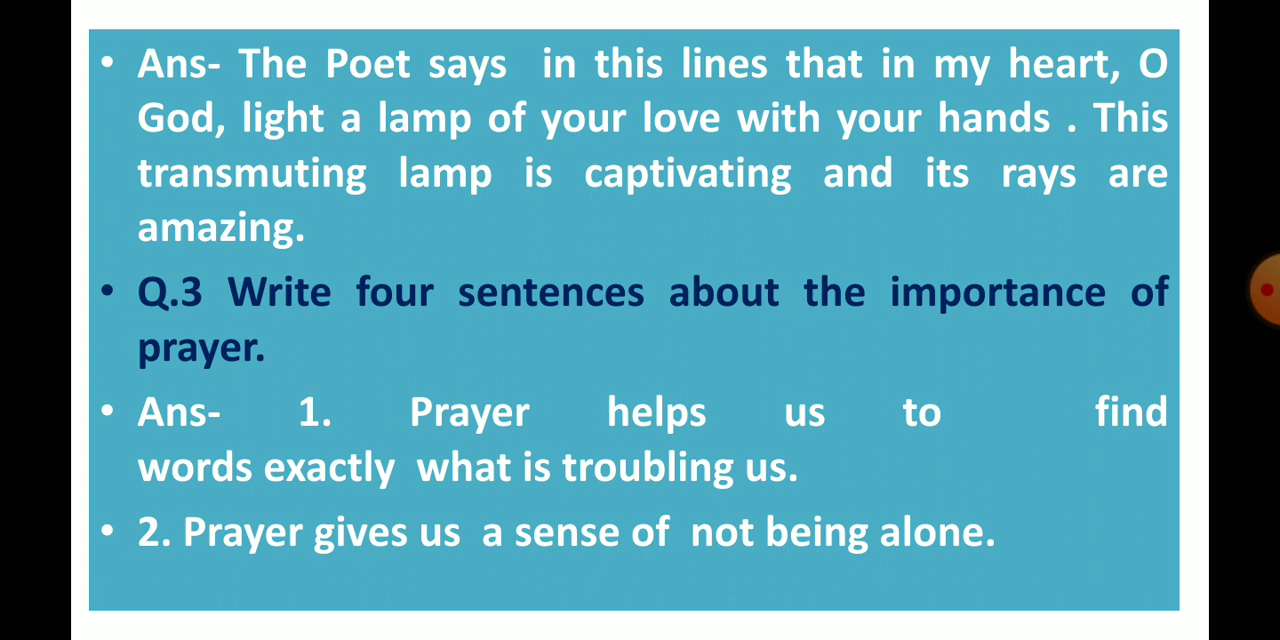 • Ans- The Poet says in this lines that in my heart, O
God, light a lamp of your love with your hands . This
transmuting lamp is captivating and its rays are
amazing.
• Q.3 Write four sentences about the importance of
prayer.
• Ans- 1. Prayer helps us to find
words exactly what is troubling us.
• 2. Prayer gives us a sense of not being alone.